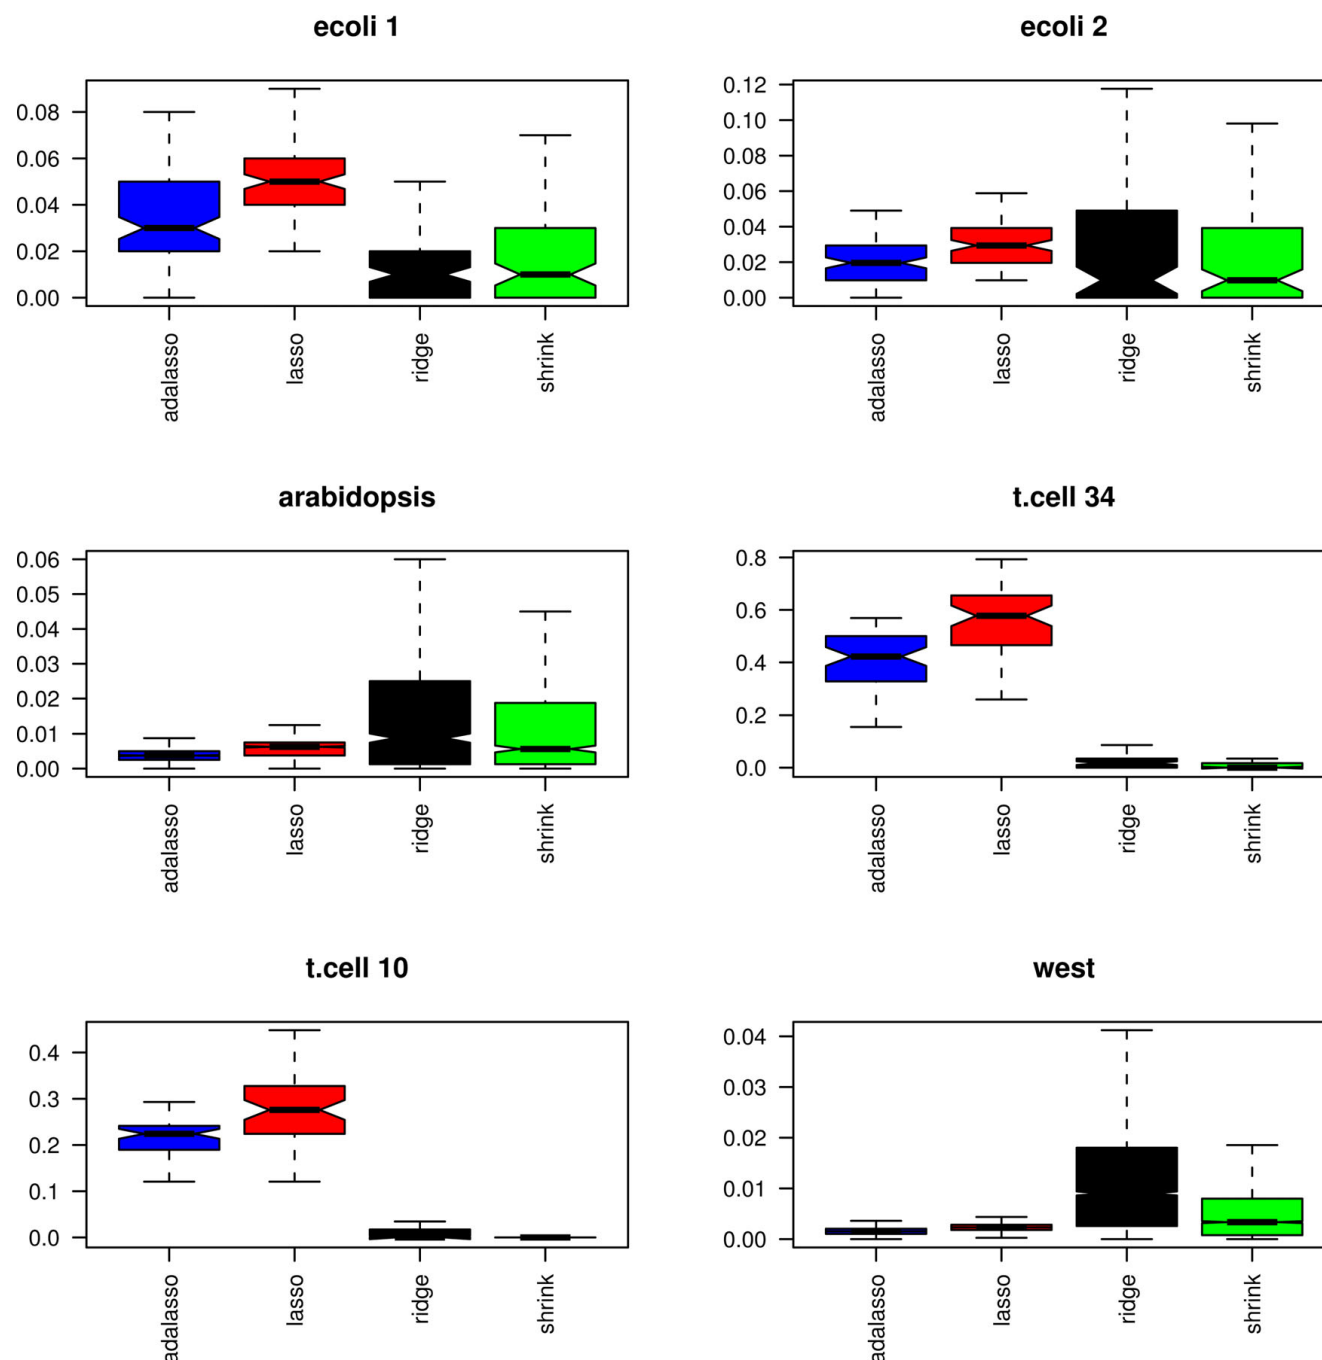 ecoli 1
0.08
0.06
0.04
0.02
0.00
adalasso
lasso
ridge
shrink
ecoli 2
0.12
0.10
0.08
0.06
0.04
0.02
0.00
adalasso
lasso
ridge
shrink
arabidopsis
0.06
0.05
0.04
0.03
0.02
0.01
0.00
adalasso
lasso
ridge
shrink
t.cell 34
0.8
0.6
0.4
0.2
0.0
adalasso
lasso
ridge
shrink
t.cell 10
0.4
0.3
0.2
0.1
0.0
adalasso
lasso
ridge
shrink
west
0.04
0.03
0.02
0.01
0.00
adalasso
lasso
ridge
shrink